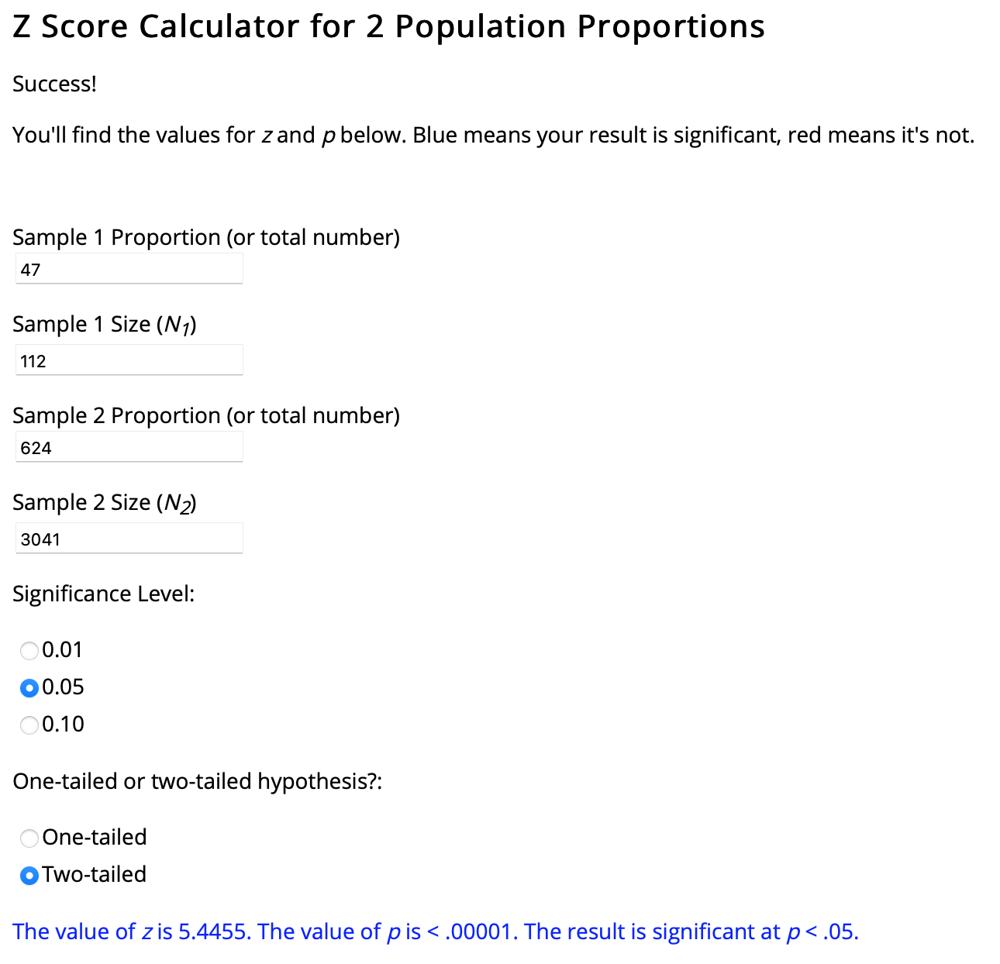 Z Score Calculator for 2 Population Proportions
Success!
You'll find the values for z and p below. Blue means your result is significant, red means it's not.
Sample 1 Proportion (or total number)
47
Sample 1 Size (N1)
112
Sample 2 Proportion (or total number)
624
Sample 2 Size (N2)
3041
Significance Level:
0.01
0.05
0.10
One-tailed or two-tailed hypothesis?:
One-tailed
Two-tailed
The value of z is 5.4455. The value of p is < .00001. The result is significant at p < .05.